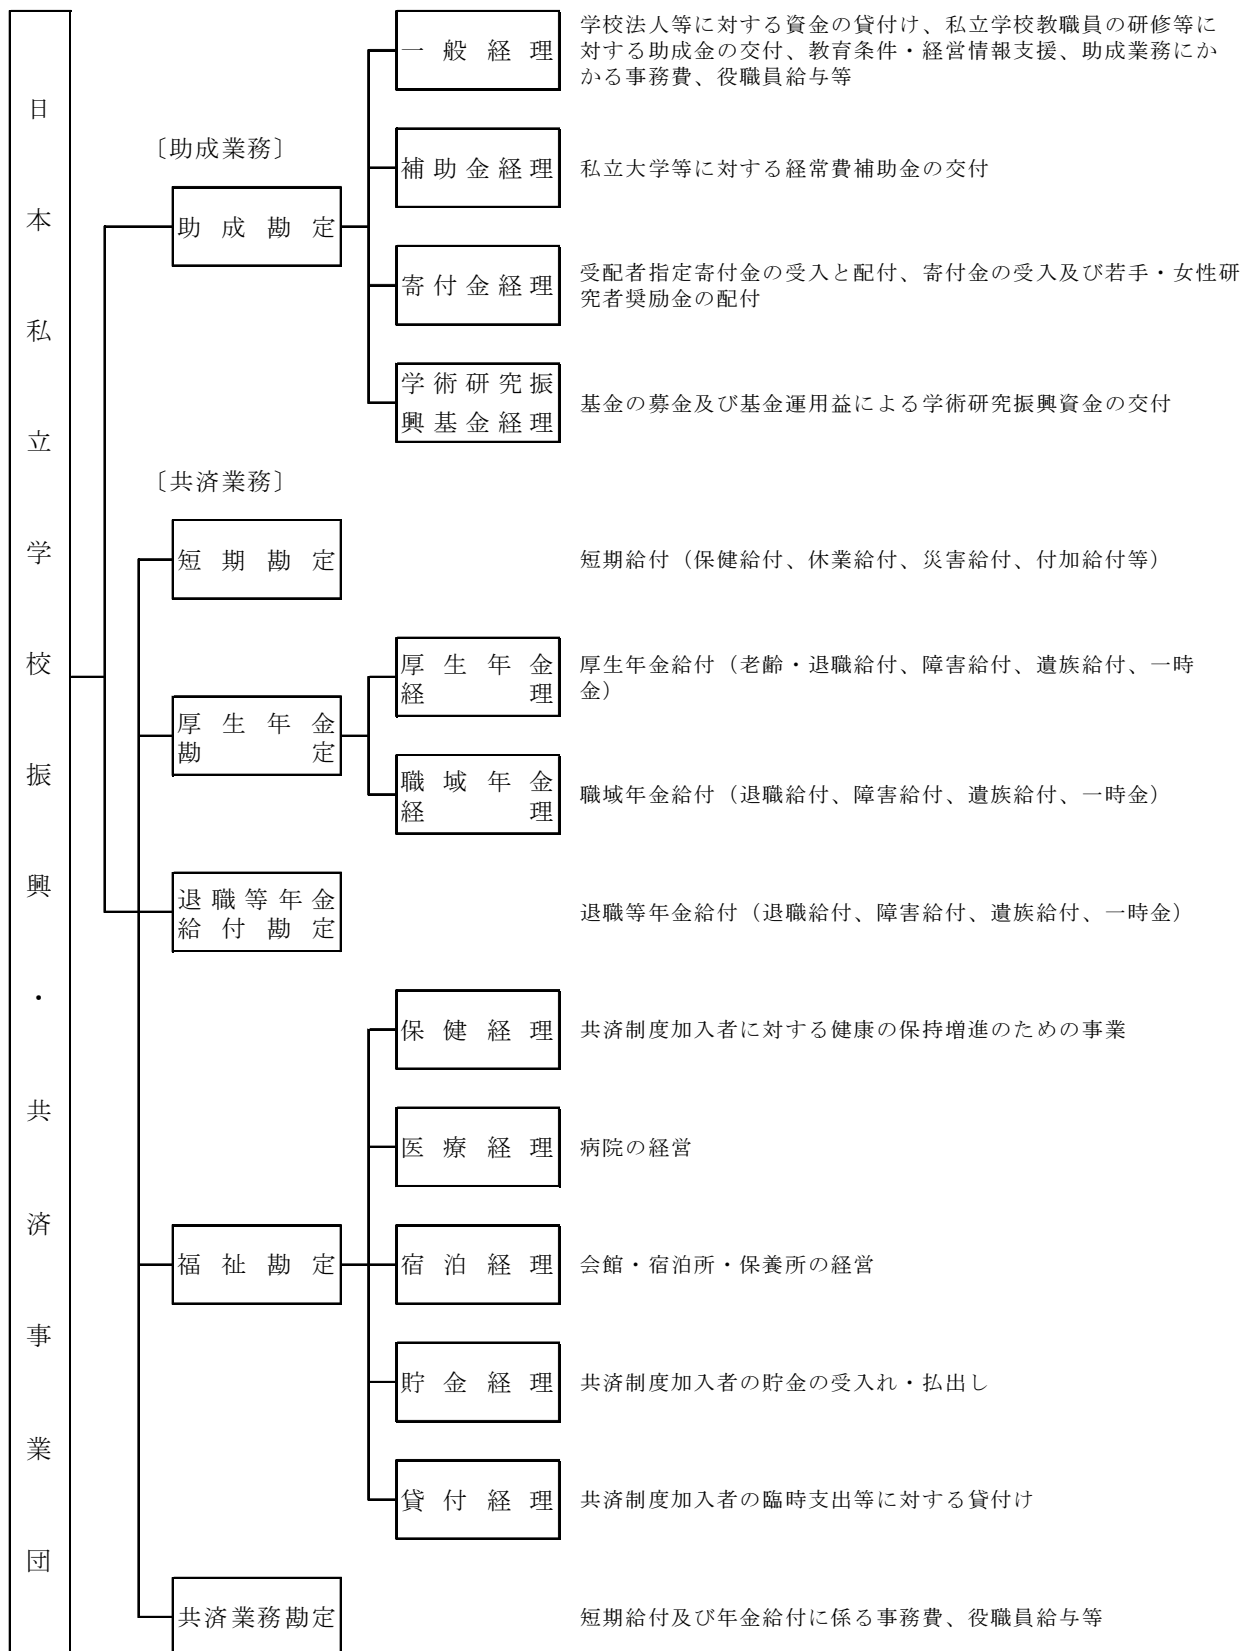 日本私立学校振興・共済事業団
〔助成業務〕
助成勘定
一般経理
学校法人等に対する資金の貸付け、私立学校教職員の研修等に
対する助成金の交付、教育条件・経営情報支援、助成業務にか
かる事務費、役職員給与等
補助金経理
私立大学等に対する経常費補助金の交付
寄付金経理
受配者指定寄付金の受入と配付、寄付金の受入及び若手・女性研
究者奨励金の配付
学術研究振
興基金経理
基金の募金及び基金運用益による学術研究振興資金の交付
〔共済業務〕
短期勘定
短期給付（保健給付、休業給付、災害給付、付加給付等）
厚生年金
勘定
厚生年金
経理
厚生年金給付（老齢・退職給付、障害給付、遺族給付、一時
金）
職域年金
経理
職域年金給付（退職給付、障害給付、遺族給付、一時金）
退職等年金
給付勘定
退職等年金給付（退職給付、障害給付、遺族給付、一時金）
福祉勘定
保健経理
共済制度加入者に対する健康の保持増進のための事業
医療経理
病院の経営
宿泊経理
会館・宿泊所・保養所の経営
貯金経理
共済制度加入者の貯金の受入れ・払出し
貸付経理
共済制度加入者の臨時支出等に対する貸付け
共済業務勘定
短期給付及び年金給付に係る事務費、役職員給与等